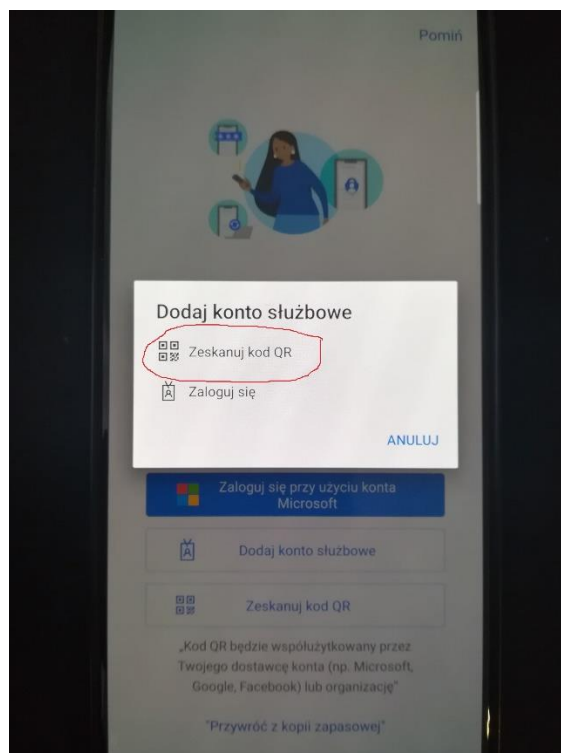 Pomiń
Dodaj konto służbowe
Zeskanuj kod QR
Zaloguj się
ANULUJ
Zaloguj się przy użyciu konta
Microsoft
Dodaj konto służbowe
Zeskanuj kod QR
„Kod QR będzie współużytkowany przez
Twojego dostawcę konta (np. Microsoft,
Google, Facebook) lub organizację”
"Przywróć z kopii zapasowej"